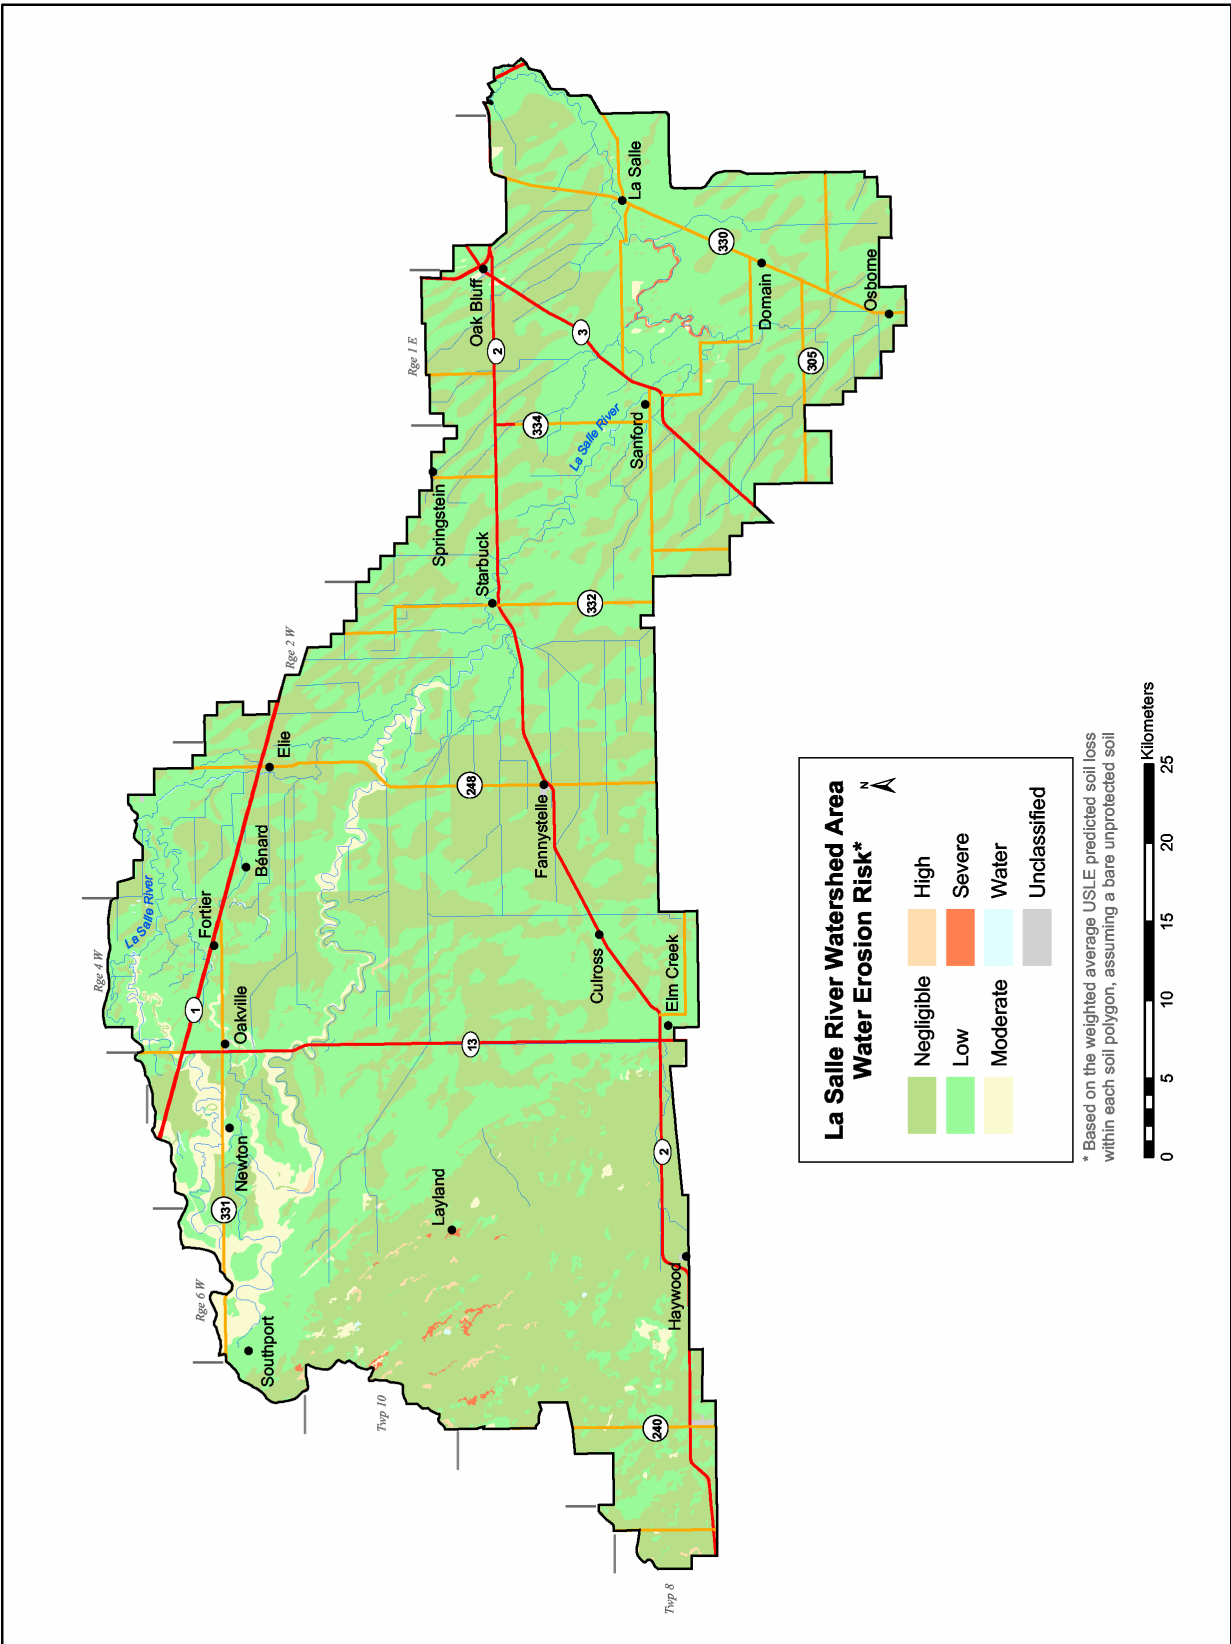 La Salle River Watershed Area
Water Erosion Risk*
N
Negligible
Low
Moderate
High
Severe
Water
Unclassified
* Based on the weighted average USLE predicted soil loss
within each soil polygon, assuming a bare unprotected soil
0
5
10
15
20
25
Kilometers
Rge 6 W
Rge 4 W
Rge 2 W
Rge 1 E
Twp 10
Twp 8
Southport
331
Newton
Oakville
1
Fortier
La Salle River
Bénard
Elie
Layland
13
248
Springstein
Starbuck
Oak Bluff
2
334
3
La Salle River
La Salle
Fannystelle
332
Sanford
330
Culross
Elm Creek
Domain
305
Osborne
Haywood
2
240